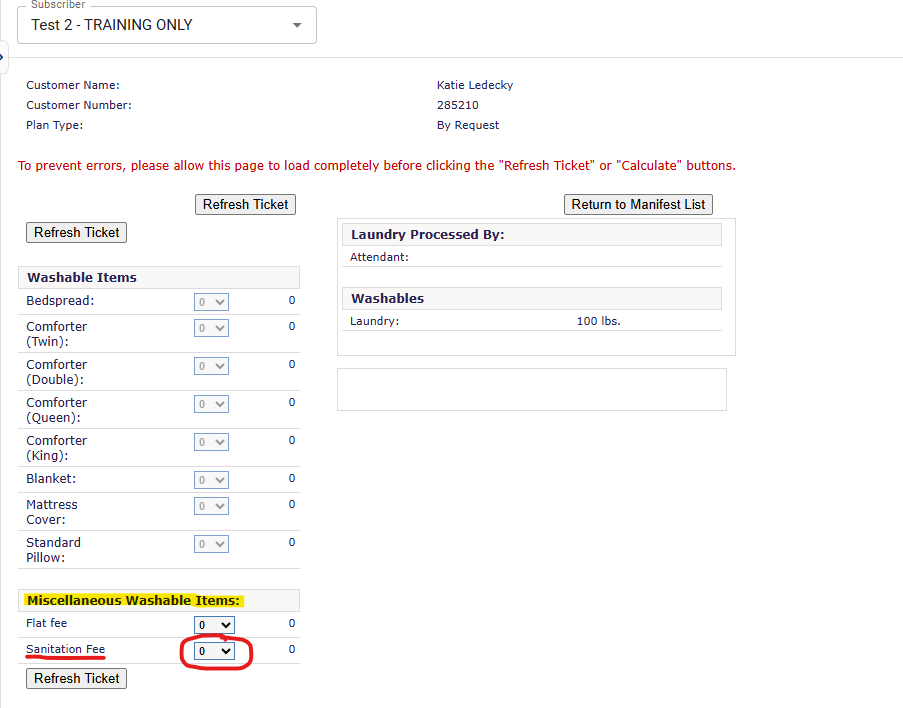 Subscriber
Test 2 - TRAINING ONLY
Customer Name: Katie Ledecky
Customer Number: 285210
Plan Type: By Request
To prevent errors, please allow this page to load completely before clicking the "Refresh Ticket" or "Calculate" buttons.
Refresh Ticket
Refresh Ticket
Washable Items
Bedspread: 0 0
Comforter
(Twin): 0 0
Comforter
(Double): 0 0
Comforter
(Queen): 0 0
Comforter
(King): 0 0
Blanket: 0 0
Mattress
Cover: 0 0
Standard
Pillow: 0 0
Miscellaneous Washable Items:
Flat fee 0 0
Sanitation Fee 0 0
Refresh Ticket
Return to Manifest List
Laundry Processed By:
Attendant:
Washables
Laundry: 100 lbs.